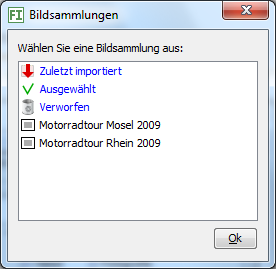 FI Bildsammlungen
Wählen Sie eine Bildsammlung aus:
Zuletzt importiert
Ausgewählt
Verworfen
Motorradtour Mosel 2009
Motorradtour Rhein 2009
Ok